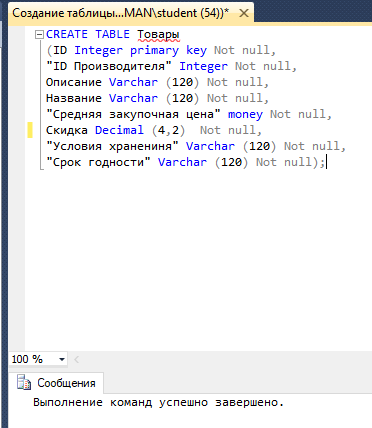 Создание таблицы...MAN\student (54))*
CREATE TABLE Товары
(ID Integer primary key Not null,
"ID Производителя" Integer Not null,
Описание Varchar (120) Not null,
Название Varchar (120) Not null,
"Средняя закупочная цена" money Not null,
Скидка Decimal (4,2) Not null,
"Условия хранениня" Varchar (120) Not null,
"Срок годности" Varchar (120) Not null);
100 %
Сообщения
Выполнение команд успешно завершено.